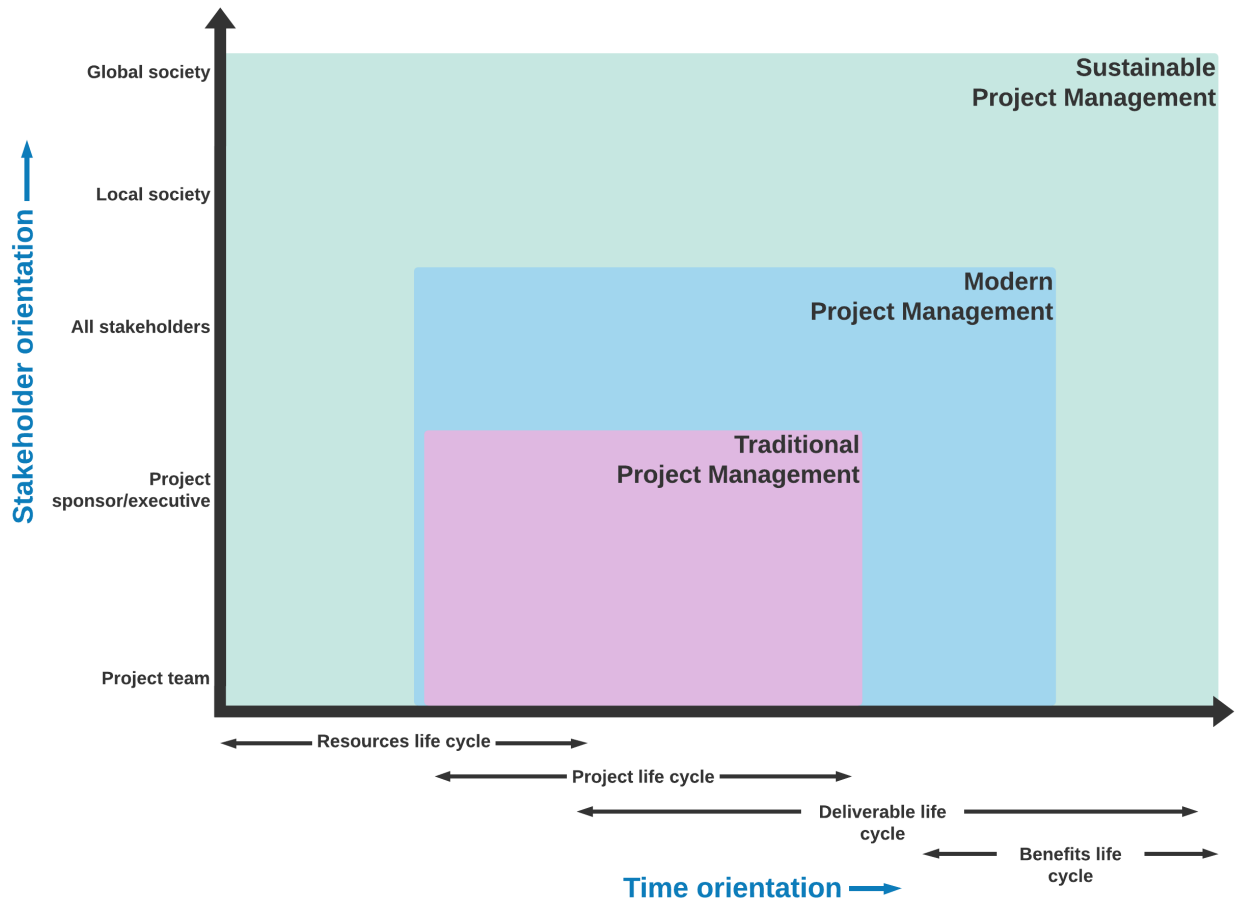 Sustainable
Project Management
Global society
Local society
Modern
Project Management
All stakeholders
Traditional
Project Management
Project
sponsor/executive
Project team
Stakeholder orientation
Resources life cycle
Project life cycle
Deliverable life
cycle
Benefits life
cycle
Time orientation